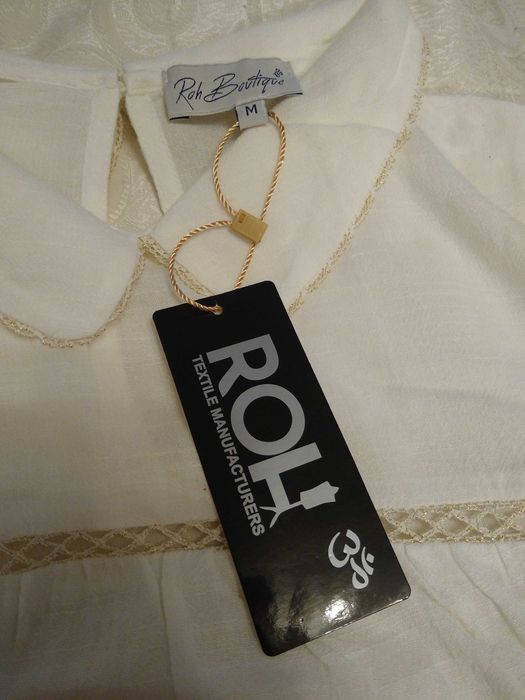 Roh Boutique
M
ROH
TEXTILE MANUFACTURERS
ॐ